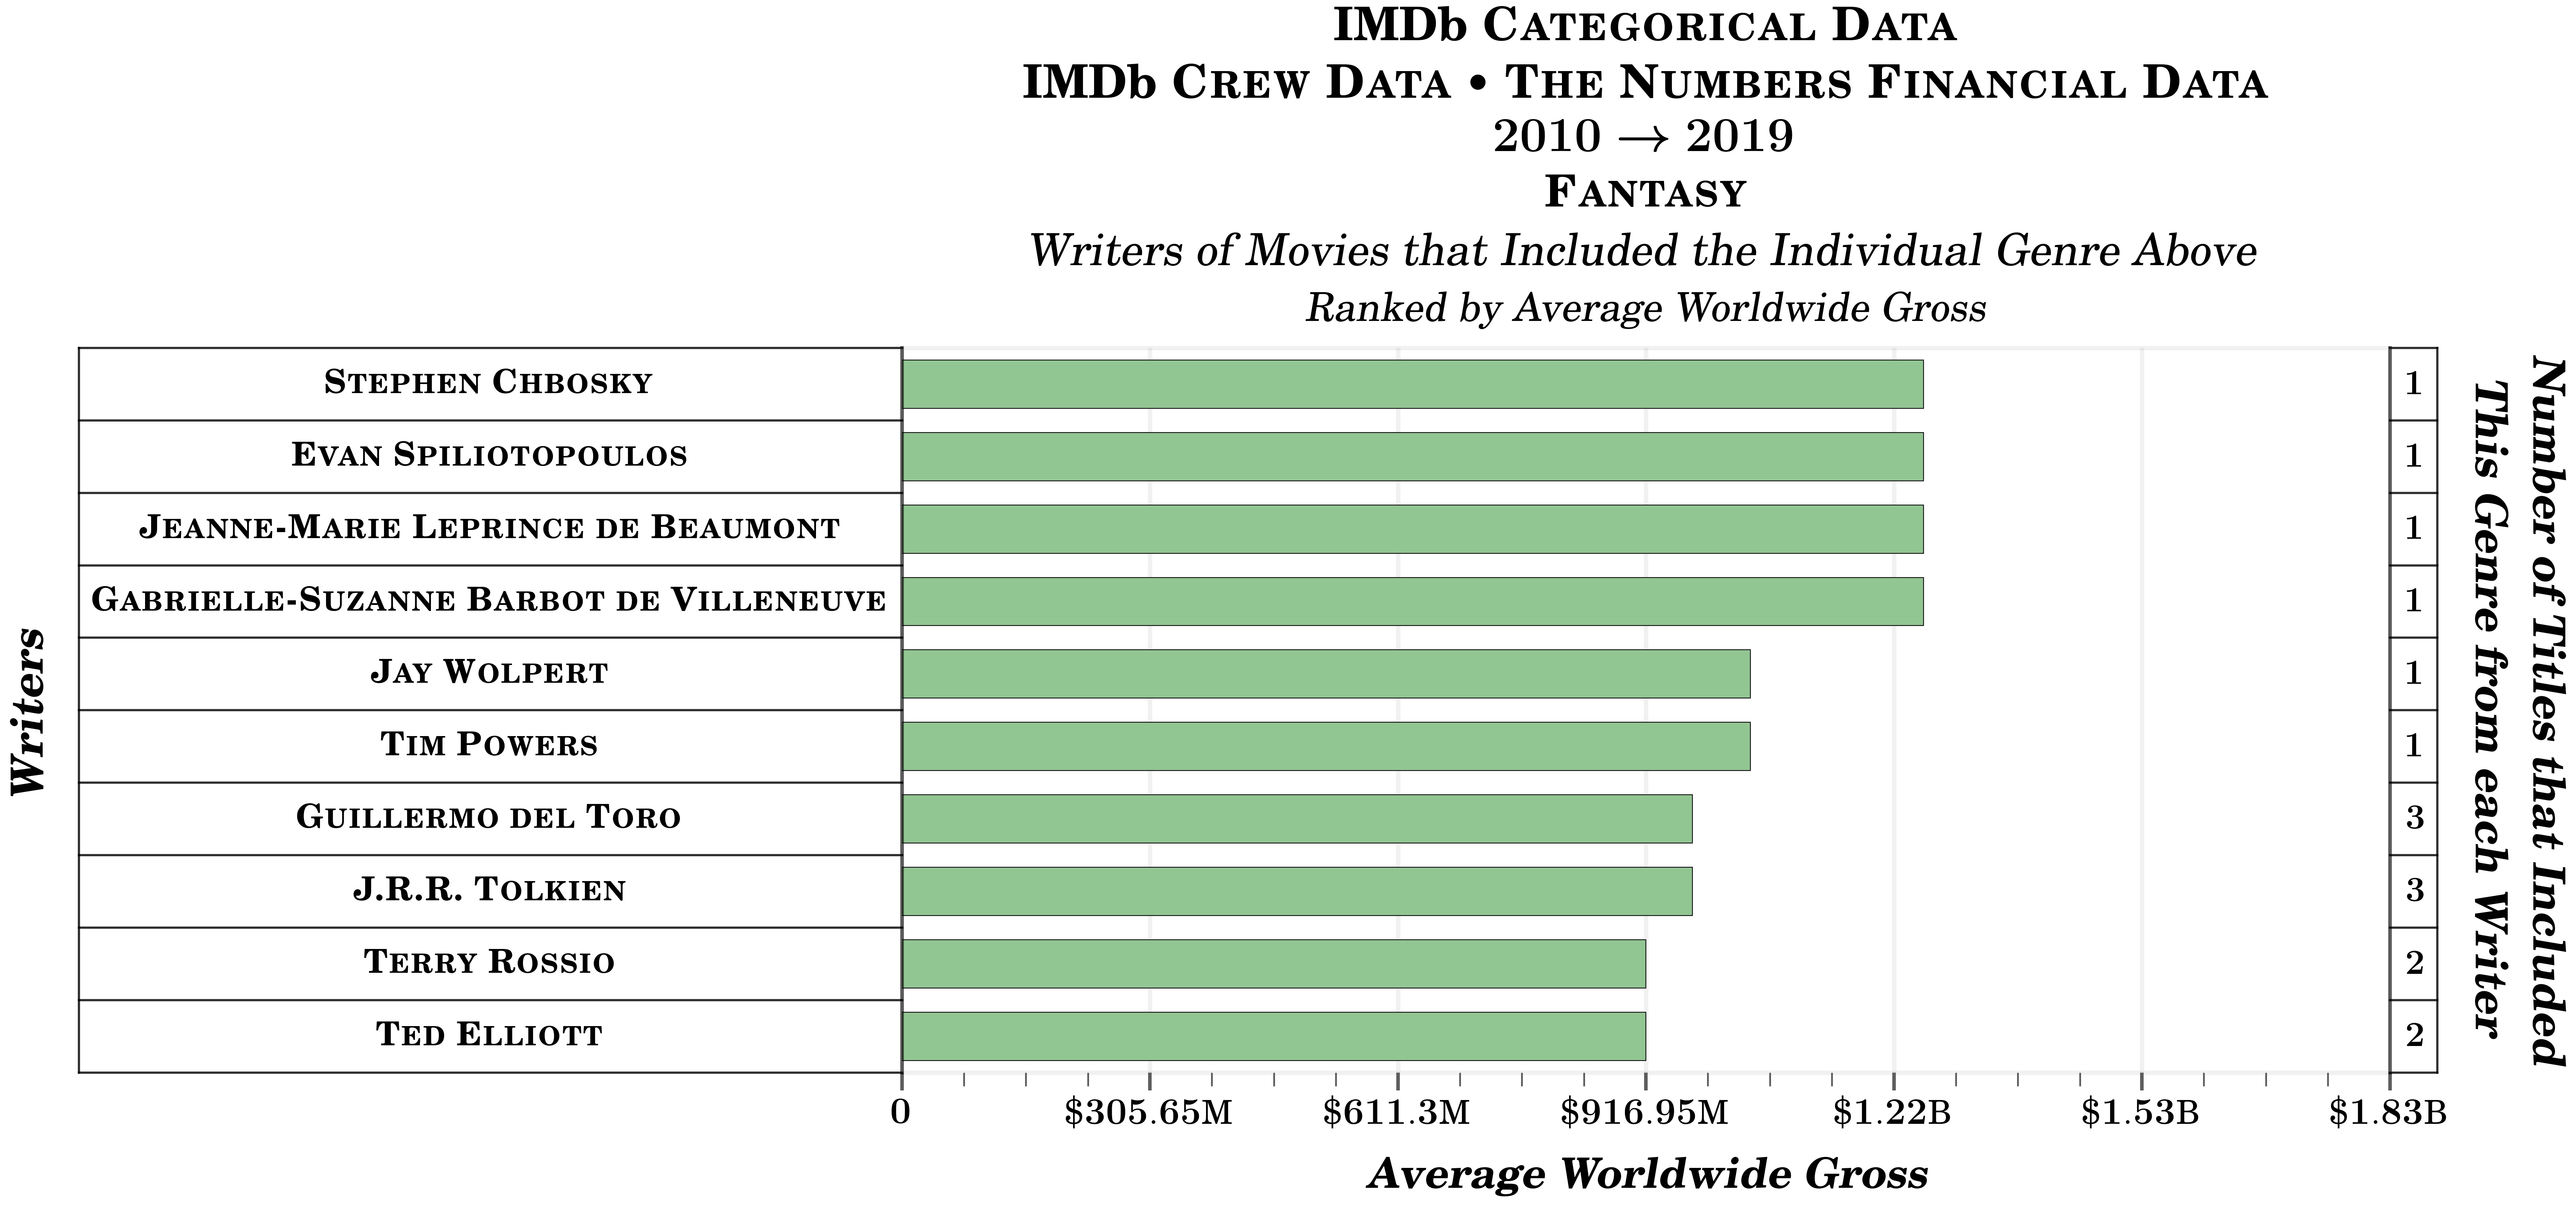 IMDb CATEGORICAL DATA
IMDb CREW DATA • THE NUMBERS FINANCIAL DATA
2010 → 2019
FANTASY
Writers of Movies that Included the Individual Genre Above
Ranked by Average Worldwide Gross
Writers
STEPHEN CHBOSKY 1
EVAN SPILIOTOPOULOS 1
JEANNE-MARIE LEPRINCE DE BEAUMONT 1
GABRIELLE-SUZANNE BARBOT DE VILLENEUVE 1
JAY WOLPERT 1
TIM POWERS 1
GUILLERMO DEL TORO 3
J.R.R. TOLKIEN 3
TERRY ROSSIO 2
TED ELLIOTT 2
Number of Titles that Included
This Genre from each Writer
0 $305.65M $611.3M $916.95M $1.22B $1.53B $1.83B
Average Worldwide Gross